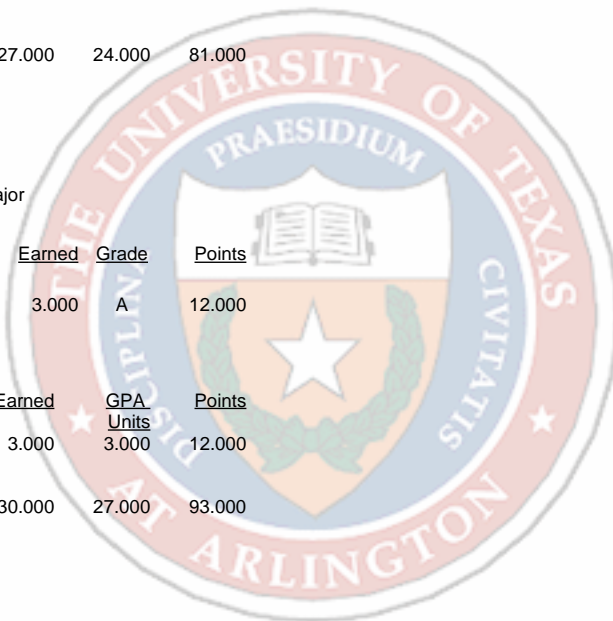 27.000 24.000 81.000
THE UNIVERSITY OF TEXAS
PRAESIDIUM
Earned Grade Points
3.000 A 12.000
DISCIPLINA CIVITATIS
Earned GPA Units Points
3.000 3.000 12.000
30.000 27.000 93.000
AT ARLINGTON